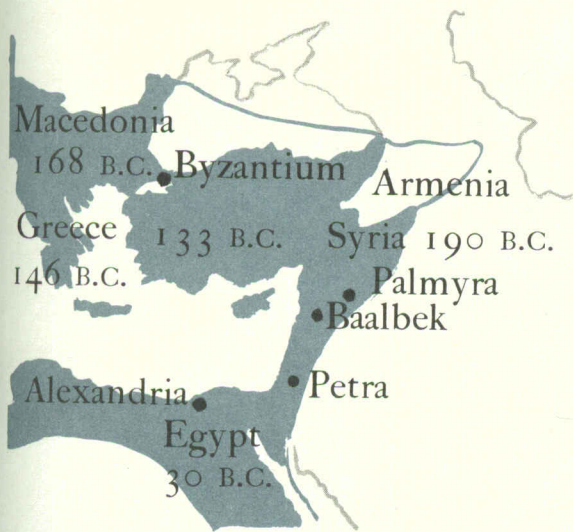 Macedonia
168 B.C.
Byzantium
Armenia
Greece
146 B.C.
133 B.C.
Syria 190 B.C.
Palmyra
Baalbek
Petra
Alexandria
Egypt
30 B.C.